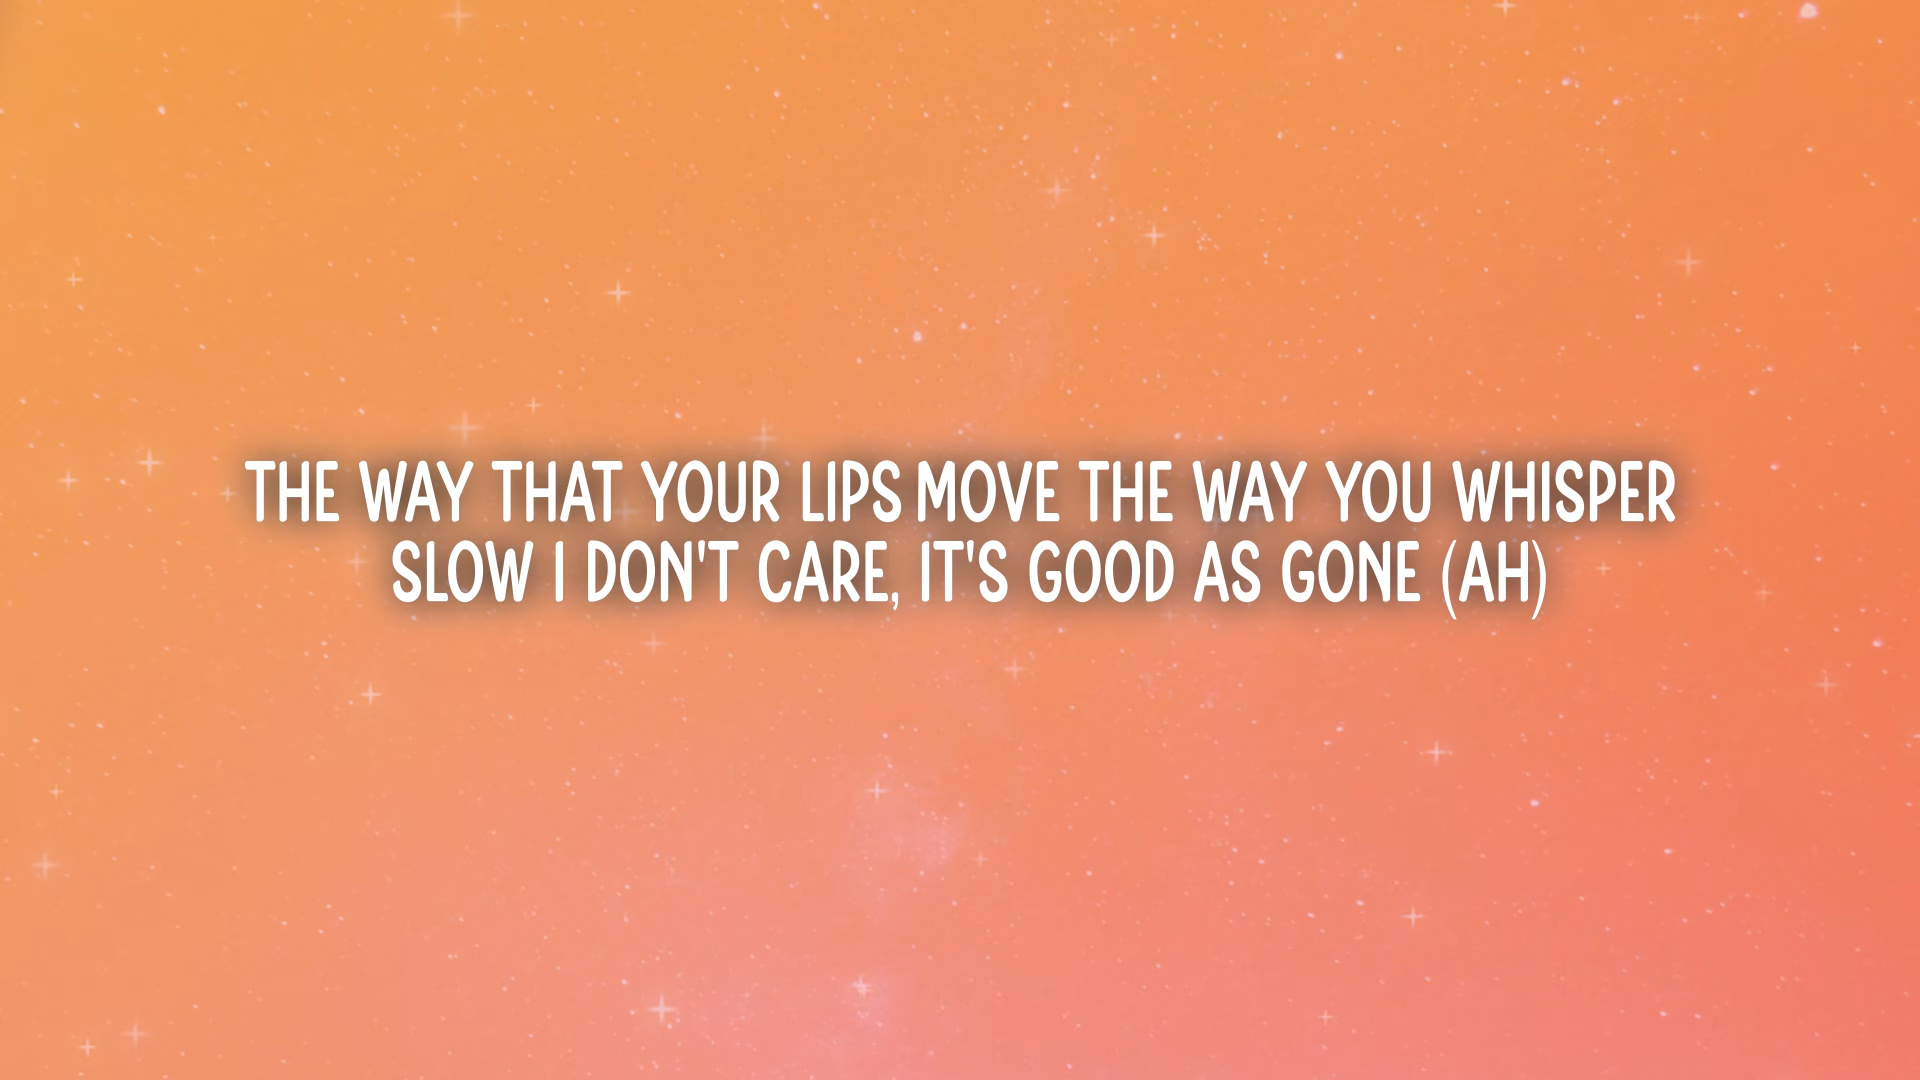 THE WAY THAT YOUR LIPS MOVE THE WAY YOU WHISPER
SLOW I DON'T CARE, IT'S GOOD AS GONE (AH)